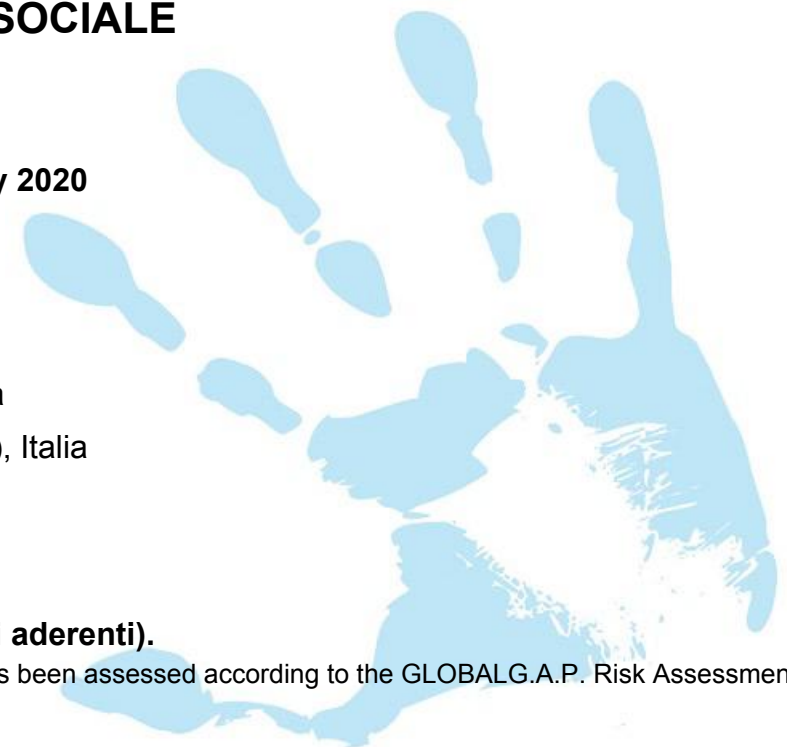 SOCIALE
y 2020
a
), Italia
aderenti).
s been assessed according to the GLOBALG.A.P. Risk Assessmen